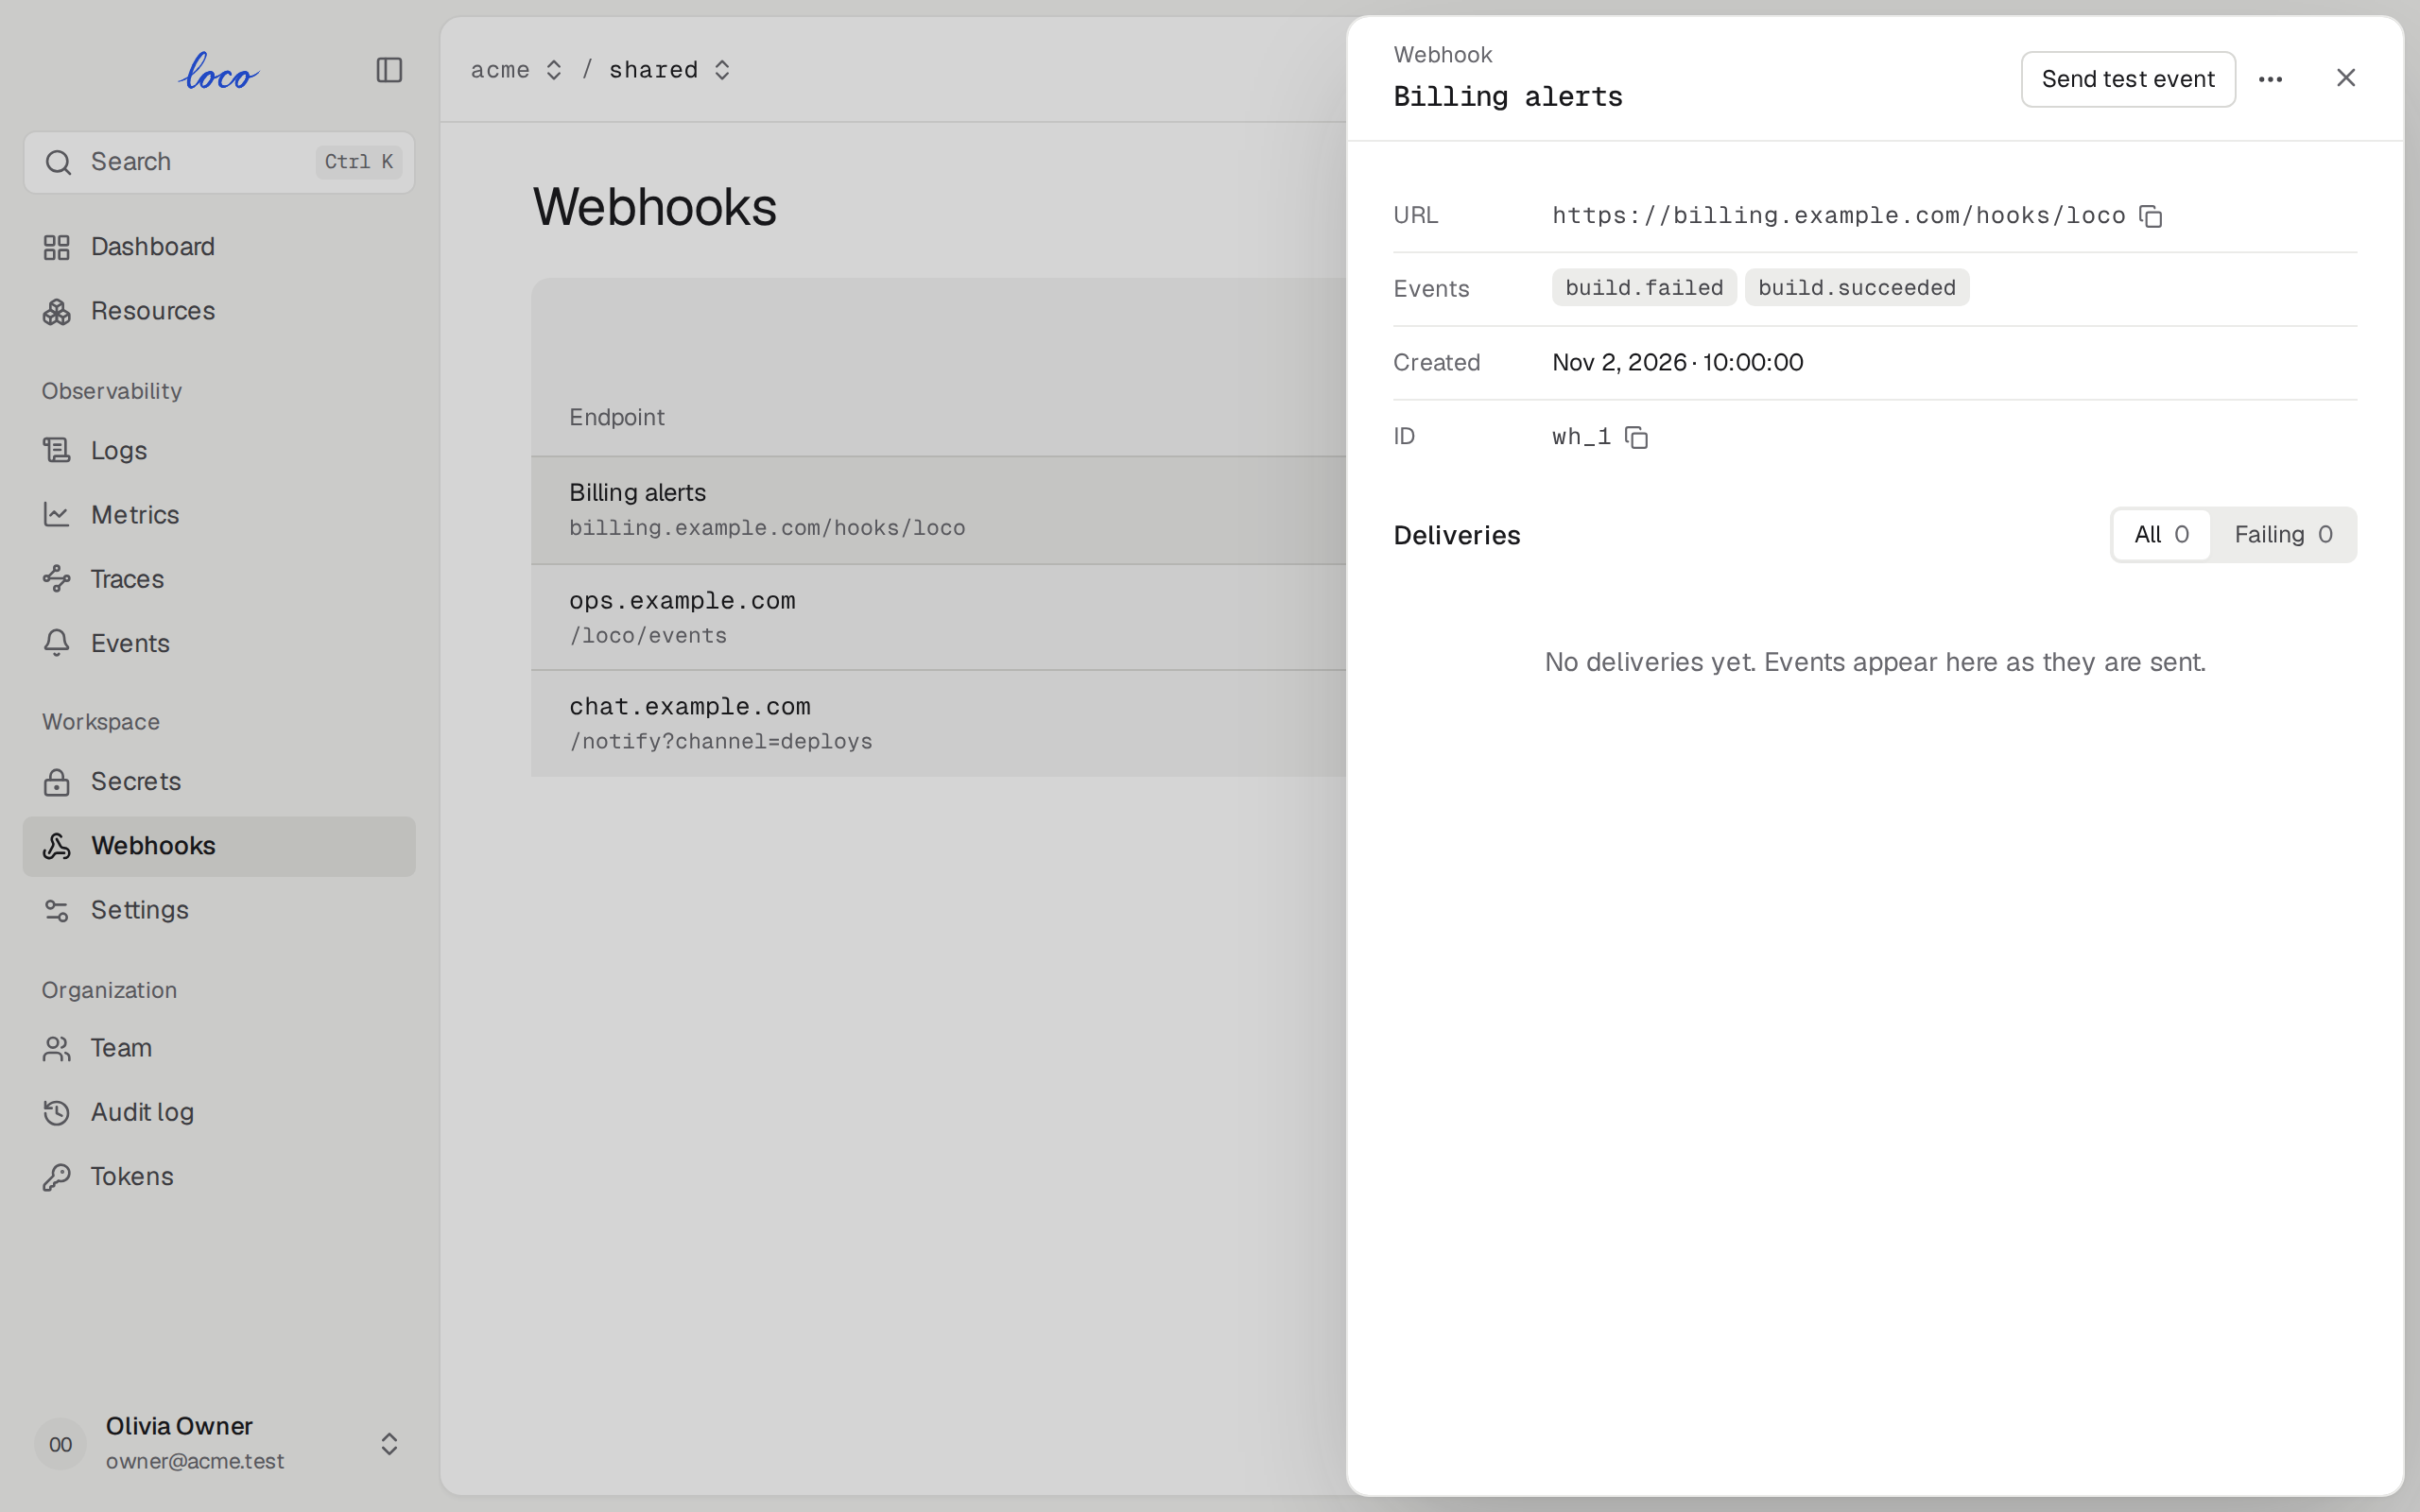 loco
Search
Ctrl K
Dashboard
Resources
Observability
Logs
Metrics
Traces
Events
Workspace
Secrets
Webhooks
Settings
Organization
Team
Audit log
Tokens
OO
Olivia Owner
owner@acme.test
acme / shared
Webhooks
Endpoint
Billing alerts
billing.example.com/hooks/loco
ops.example.com
/loco/events
chat.example.com
/notify?channel=deploys
Webhook
Billing alerts
Send test event
URL https://billing.example.com/hooks/loco
Events build.failed build.succeeded
Created Nov 2, 2026 · 10:00:00
ID wh_1
Deliveries
All 0 Failing 0
No deliveries yet. Events appear here as they are sent.